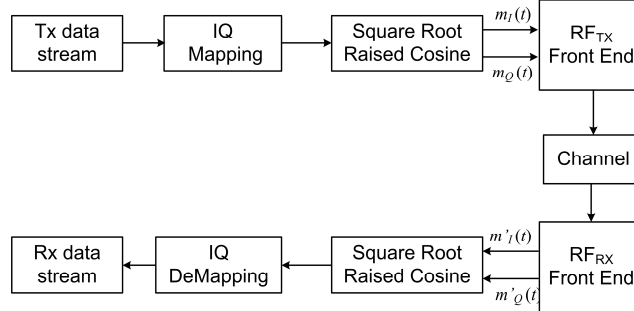 Tx data
stream
IQ
Mapping
Square Root
Raised Cosine
m_I(t)
m_Q(t)
RF_TX
Front End
Channel
Rx data
stream
IQ
DeMapping
Square Root
Raised Cosine
m'_I(t)
m'_Q(t)
RF_RX
Front End